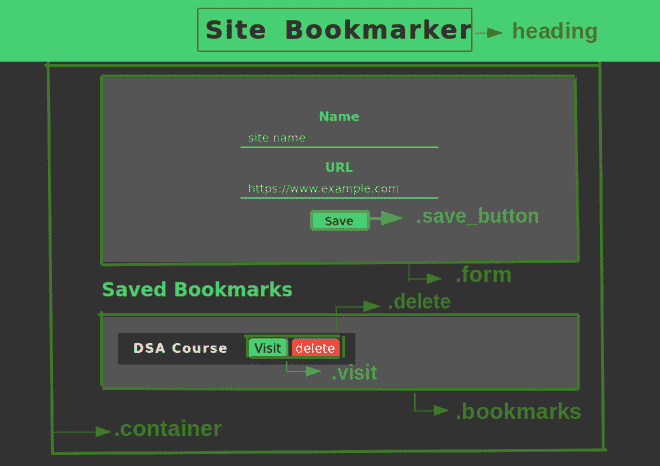 Site Bookmarker
heading
Name
site name
URL
https://www.example.com
Save
.save_button
.form
Saved Bookmarks
.delete
DSA Course
Visit
delete
.visit
.bookmarks
.container